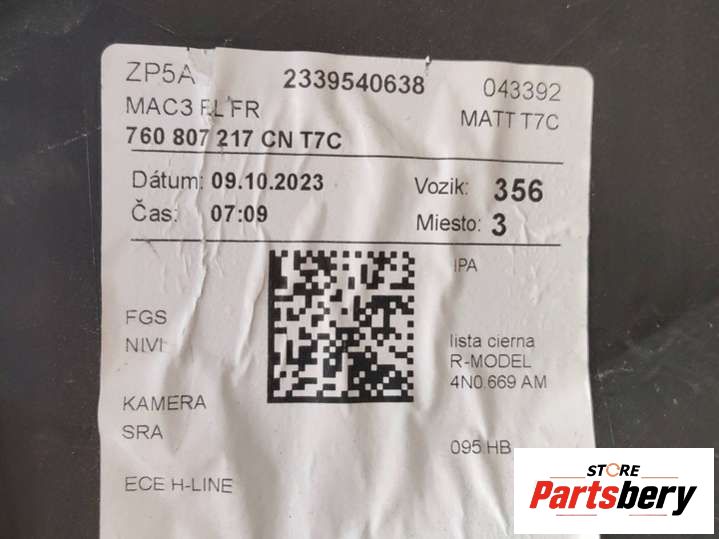 ZP5A 2339540638 043392
MAC3 FL FR MATT T7C
760 807 217 CN T7C
Dátum: 09.10.2023 Vozik: 356
Čas: 07:09 Miesto: 3
IPA
FGS
NIVI
lista cierna
R-MODEL
4N0 669 AM
KAMERA
SRA
095 HB
ECE H-LINE
STORE
Partsbery